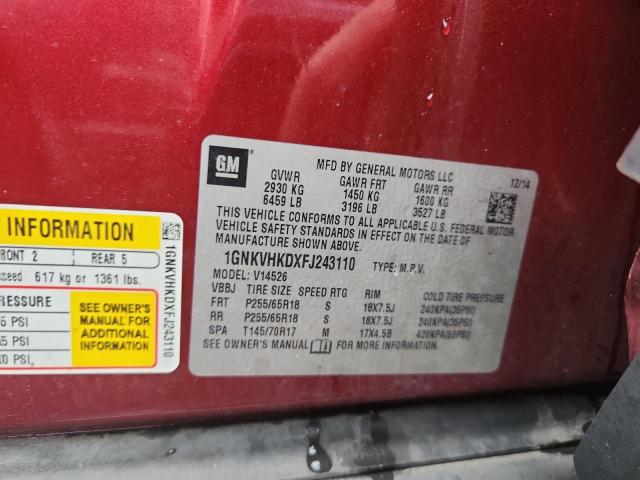 GM
MFD BY GENERAL MOTORS LLC
GVWR GAWR FRT GAWR RR 12/14
2930 KG 1450 KG 1600 KG
6459 LB 3196 LB 3527 LB
THIS VEHICLE CONFORMS TO ALL APPLICABLE U.S. FEDERAL MOTOR
VEHICLE SAFETY STANDARDS IN EFFECT ON THE DATE OF
MANUFACTURE SHOWN ABOVE.
1GNKVHKDXFJ243110 TYPE: M.P.V.
MODEL: V14526
VBBJ TIRE SIZE SPEED RTG RIM COLD TIRE PRESSURE
FRT P255/65R18 S 18X7.5J 240KPA(35PSI)
RR P255/65R18 S 18X7.5J 240KPA(35PSI)
SPA T145/70R17 M 17X4.5B 420KPA(60PSI)
SEE OWNER'S MANUAL FOR MORE INFORMATION
INFORMATION
FRONT 2 REAR 5
exceed 617 kg or 1361 lbs.
PRESSURE
5 PSI
35 PSI
60 PSI
SEE OWNER'S
MANUAL FOR
ADDITIONAL
INFORMATION
1GNKVHKDXFJ243110